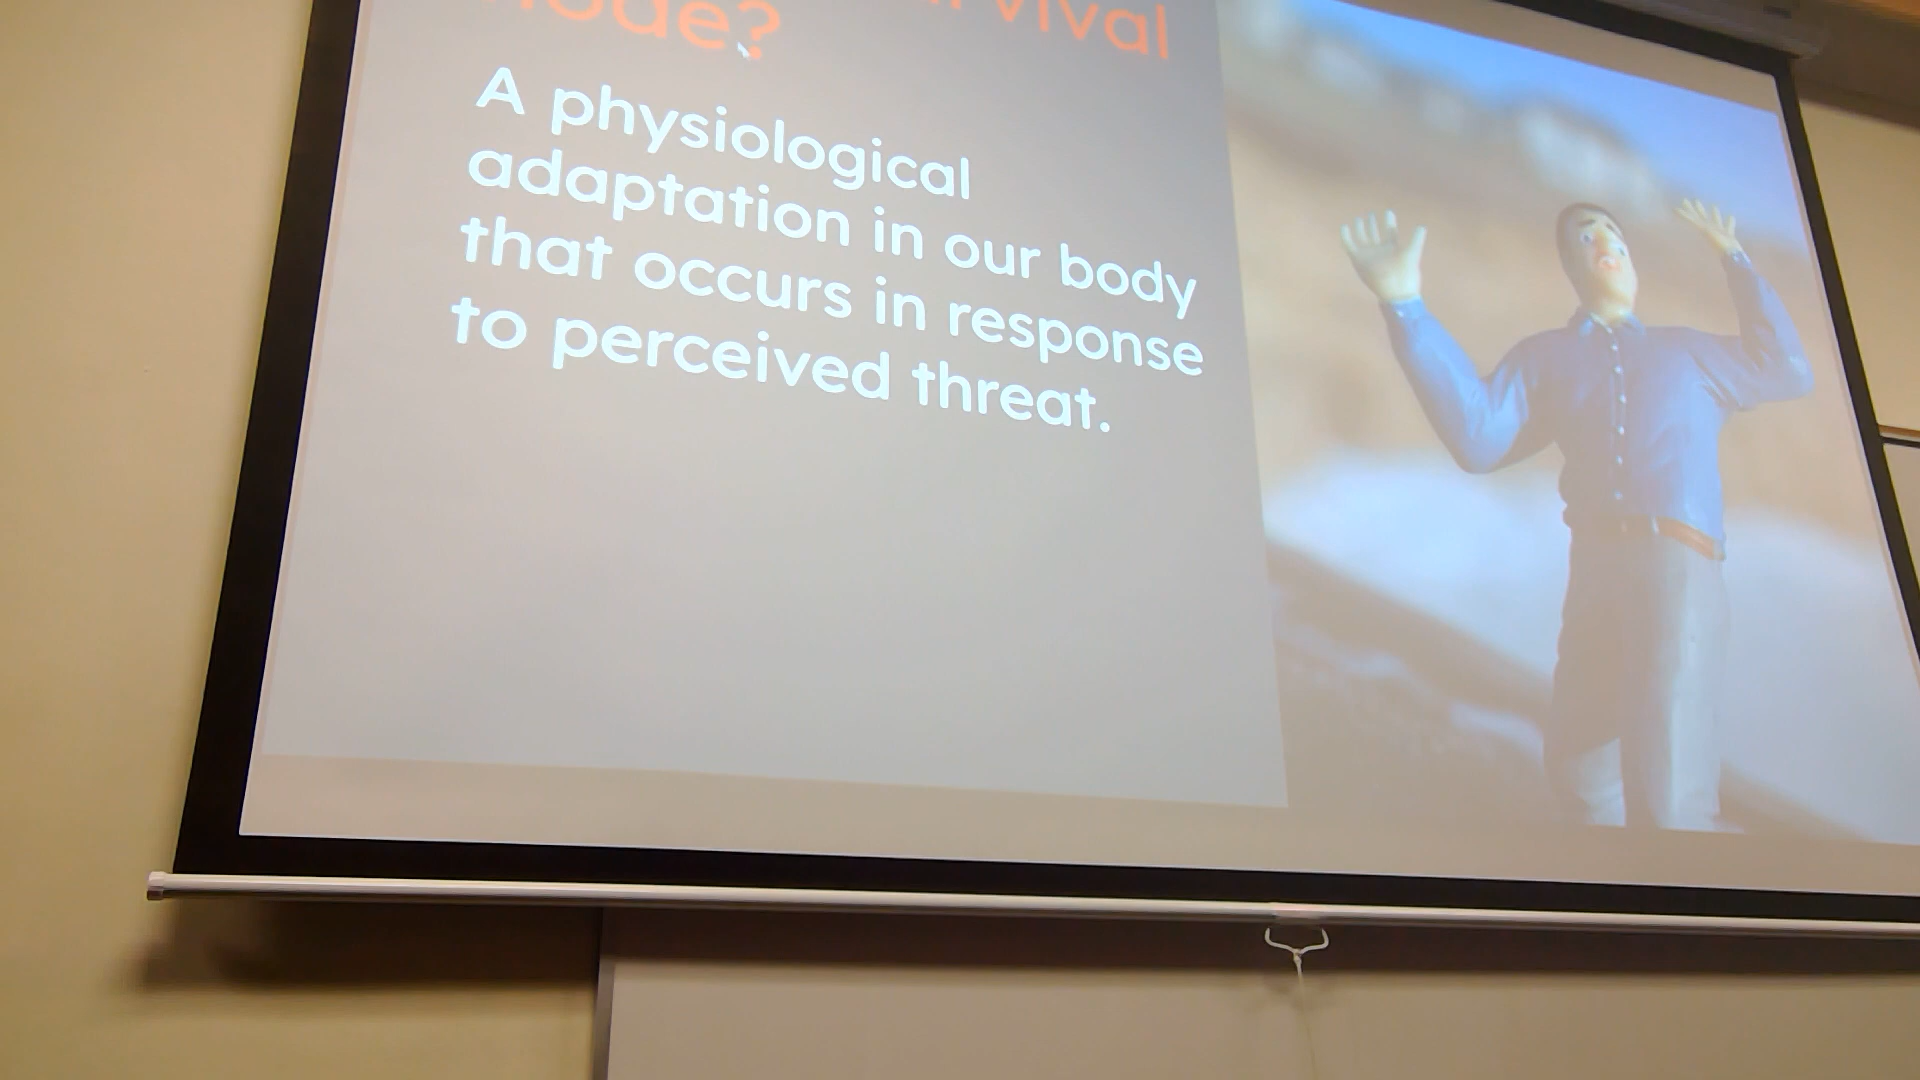 A physiological
adaptation in our body
that occurs in response
to perceived threat.